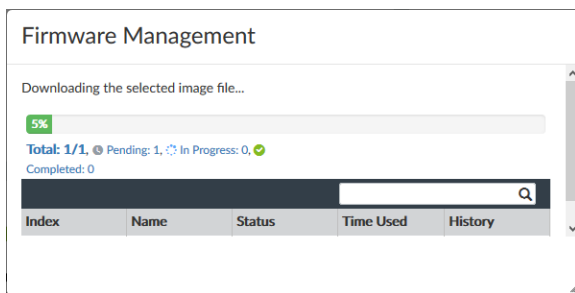 Firmware Management
Downloading the selected image file...
5%
Total: 1/1, Pending: 1, In Progress: 0,
Completed: 0
Index Name Status Time Used History